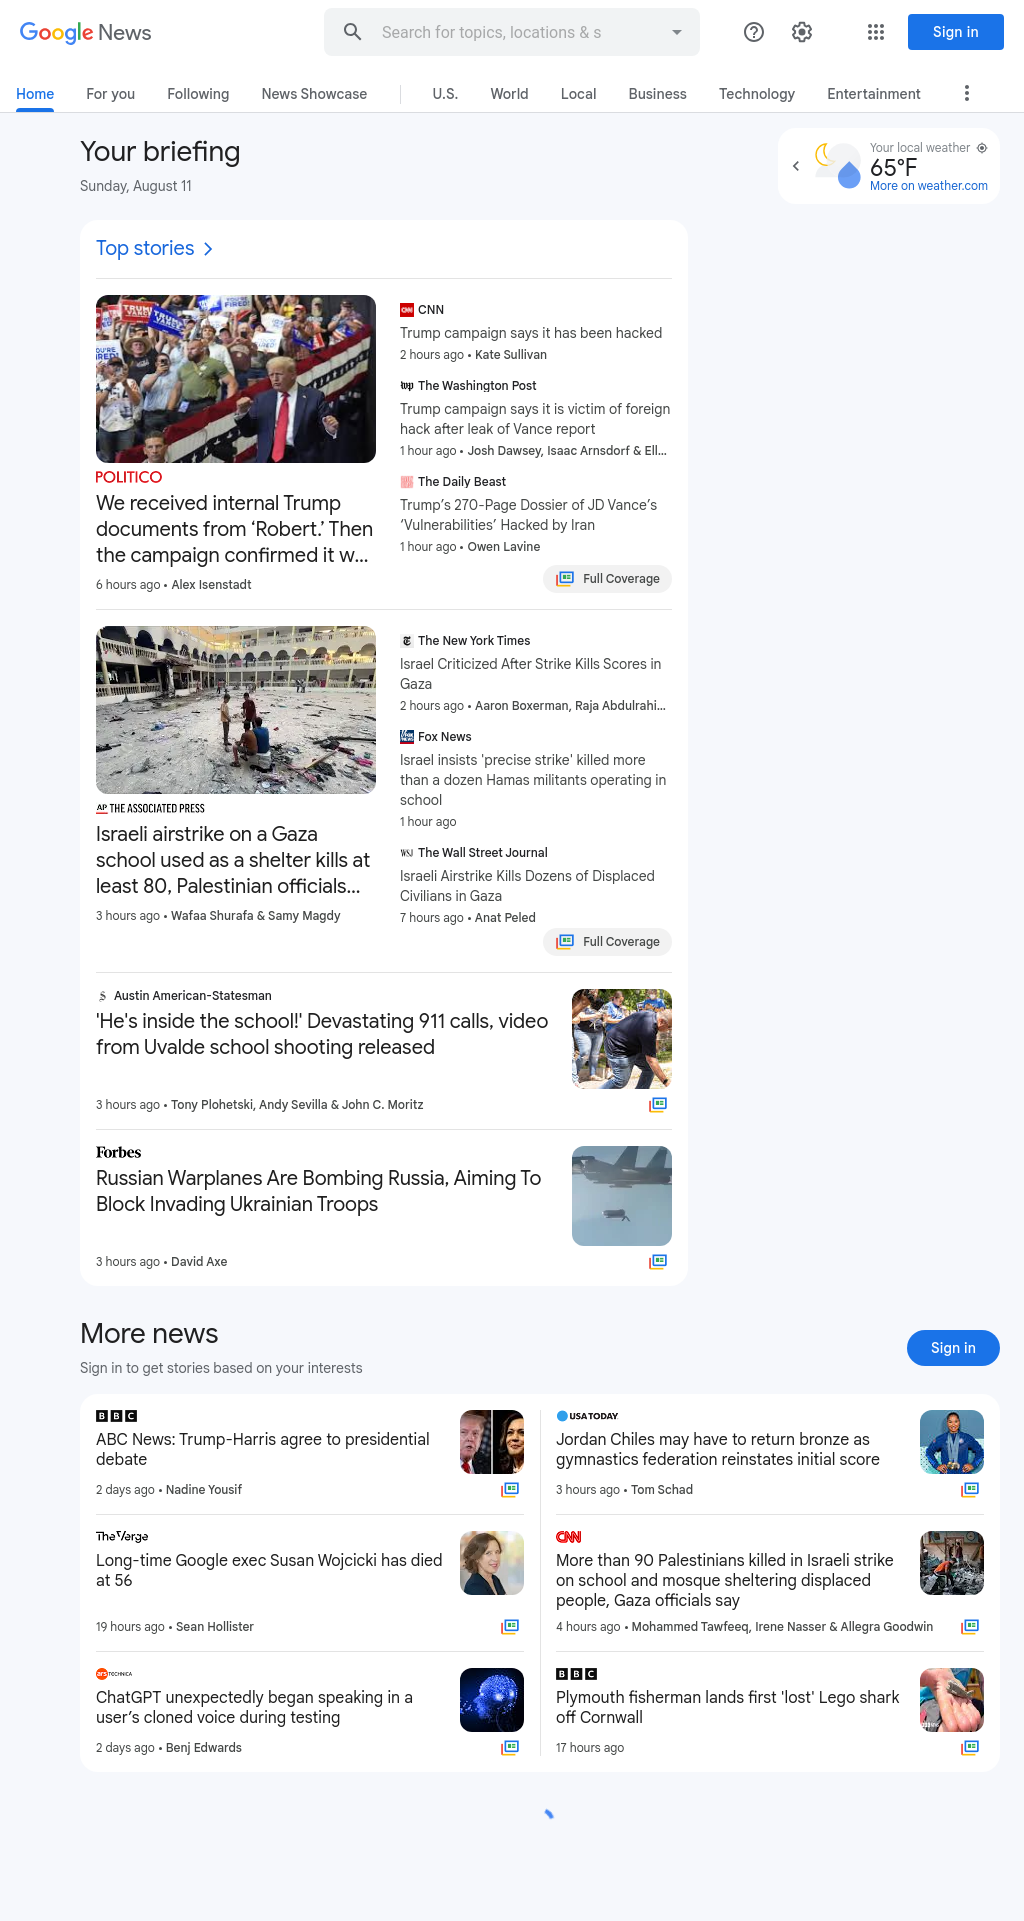 Google News
Search for topics, locations & s
Sign in
Home
For you
Following
News Showcase
U.S.
World
Local
Business
Technology
Entertainment
Your briefing
Sunday, August 11
Your local weather
65°F
More on weather.com
Top stories
POLITICO
We received internal Trump
documents from ‘Robert.’ Then
the campaign confirmed it w...
6 hours ago • Alex Isenstadt
CNN
Trump campaign says it has been hacked
2 hours ago • Kate Sullivan
The Washington Post
Trump campaign says it is victim of foreign
hack after leak of Vance report
1 hour ago • Josh Dawsey, Isaac Arnsdorf & Ell...
The Daily Beast
Trump’s 270-Page Dossier of JD Vance’s
‘Vulnerabilities’ Hacked by Iran
1 hour ago • Owen Lavine
Full Coverage
AP THE ASSOCIATED PRESS
Israeli airstrike on a Gaza
school used as a shelter kills at
least 80, Palestinian officials...
3 hours ago • Wafaa Shurafa & Samy Magdy
The New York Times
Israel Criticized After Strike Kills Scores in
Gaza
2 hours ago • Aaron Boxerman, Raja Abdulrahi...
Fox News
Israel insists 'precise strike' killed more
than a dozen Hamas militants operating in
school
1 hour ago
WSJ The Wall Street Journal
Israeli Airstrike Kills Dozens of Displaced
Civilians in Gaza
7 hours ago • Anat Peled
Full Coverage
Austin American-Statesman
'He's inside the school!' Devastating 911 calls, video
from Uvalde school shooting released
3 hours ago • Tony Plohetski, Andy Sevilla & John C. Moritz
Forbes
Russian Warplanes Are Bombing Russia, Aiming To
Block Invading Ukrainian Troops
3 hours ago • David Axe
More news
Sign in to get stories based on your interests
Sign in
BBC
ABC News: Trump-Harris agree to presidential
debate
2 days ago • Nadine Yousif
USA TODAY
Jordan Chiles may have to return bronze as
gymnastics federation reinstates initial score
3 hours ago • Tom Schad
The Verge
Long-time Google exec Susan Wojcicki has died
at 56
19 hours ago • Sean Hollister
CNN
More than 90 Palestinians killed in Israeli strike
on school and mosque sheltering displaced
people, Gaza officials say
4 hours ago • Mohammed Tawfeeq, Irene Nasser & Allegra Goodwin
ars TECHNICA
ChatGPT unexpectedly began speaking in a
user’s cloned voice during testing
2 days ago • Benj Edwards
BBC
Plymouth fisherman lands first 'lost' Lego shark
off Cornwall
17 hours ago